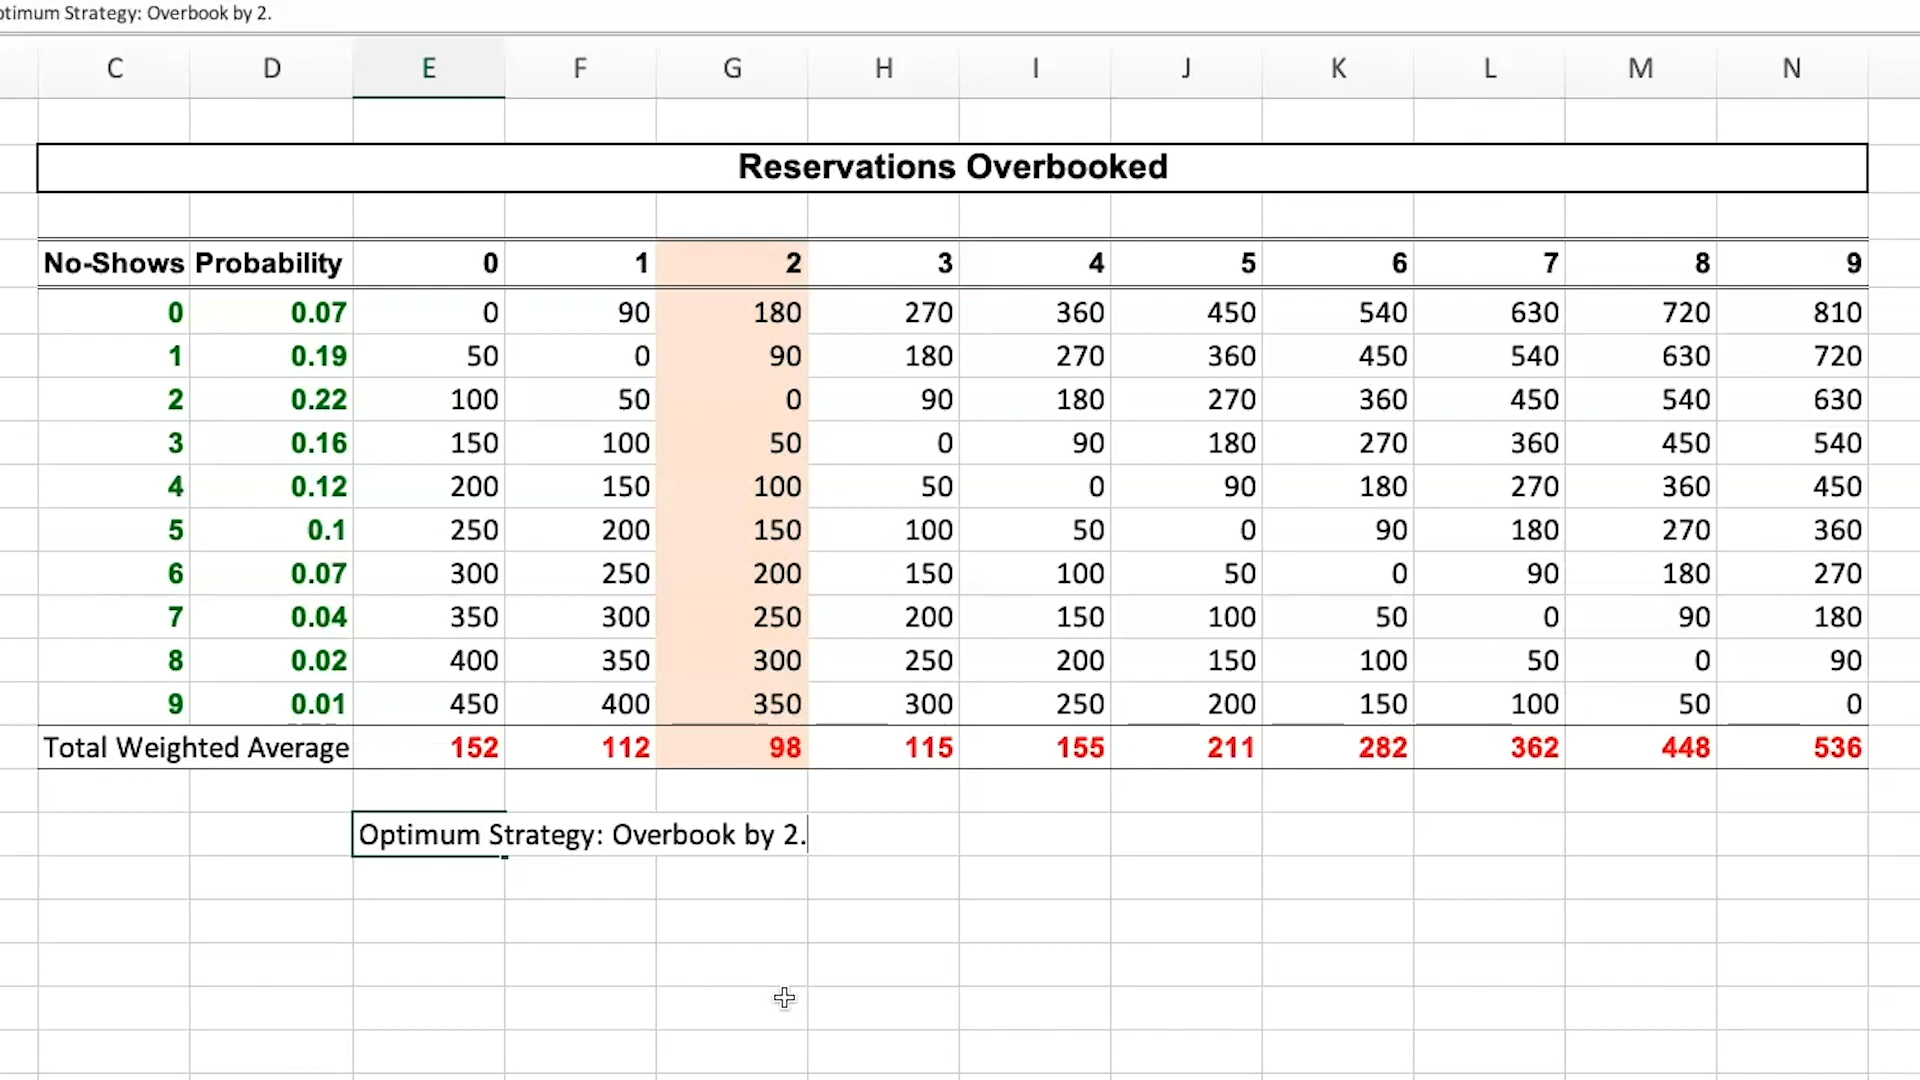 ptimum Strategy: Overbook by 2.
C D E F G H I J K L M N
Reservations Overbooked
No-Shows Probability 0 1 2 3 4 5 6 7 8 9
0 0.07 0 90 180 270 360 450 540 630 720 810
1 0.19 50 0 90 180 270 360 450 540 630 720
2 0.22 100 50 0 90 180 270 360 450 540 630
3 0.16 150 100 50 0 90 180 270 360 450 540
4 0.12 200 150 100 50 0 90 180 270 360 450
5 0.1 250 200 150 100 50 0 90 180 270 360
6 0.07 300 250 200 150 100 50 0 90 180 270
7 0.04 350 300 250 200 150 100 50 0 90 180
8 0.02 400 350 300 250 200 150 100 50 0 90
9 0.01 450 400 350 300 250 200 150 100 50 0
Total Weighted Average 152 112 98 115 155 211 282 362 448 536
Optimum Strategy: Overbook by 2.